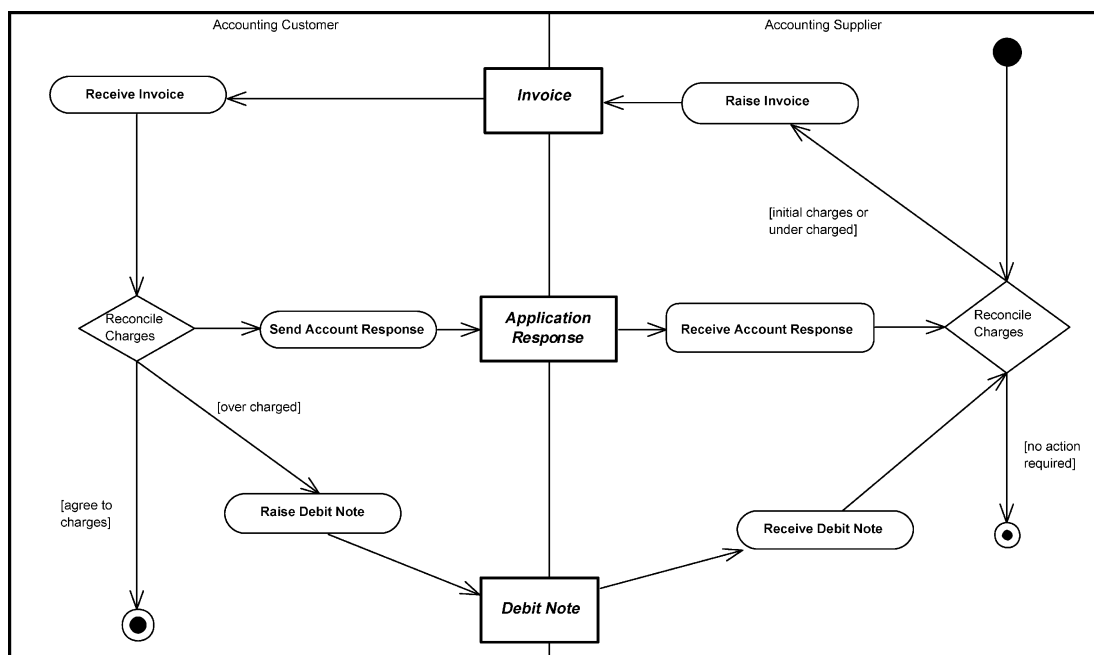 Accounting Customer
Accounting Supplier
Receive Invoice
Invoice
Raise Invoice
[initial charges or
under charged]
Reconcile
Charges
Send Account Response
Application
Response
Receive Account Response
Reconcile
Charges
[over charged]
[no action
required]
[agree to
charges]
Raise Debit Note
Receive Debit Note
Debit Note